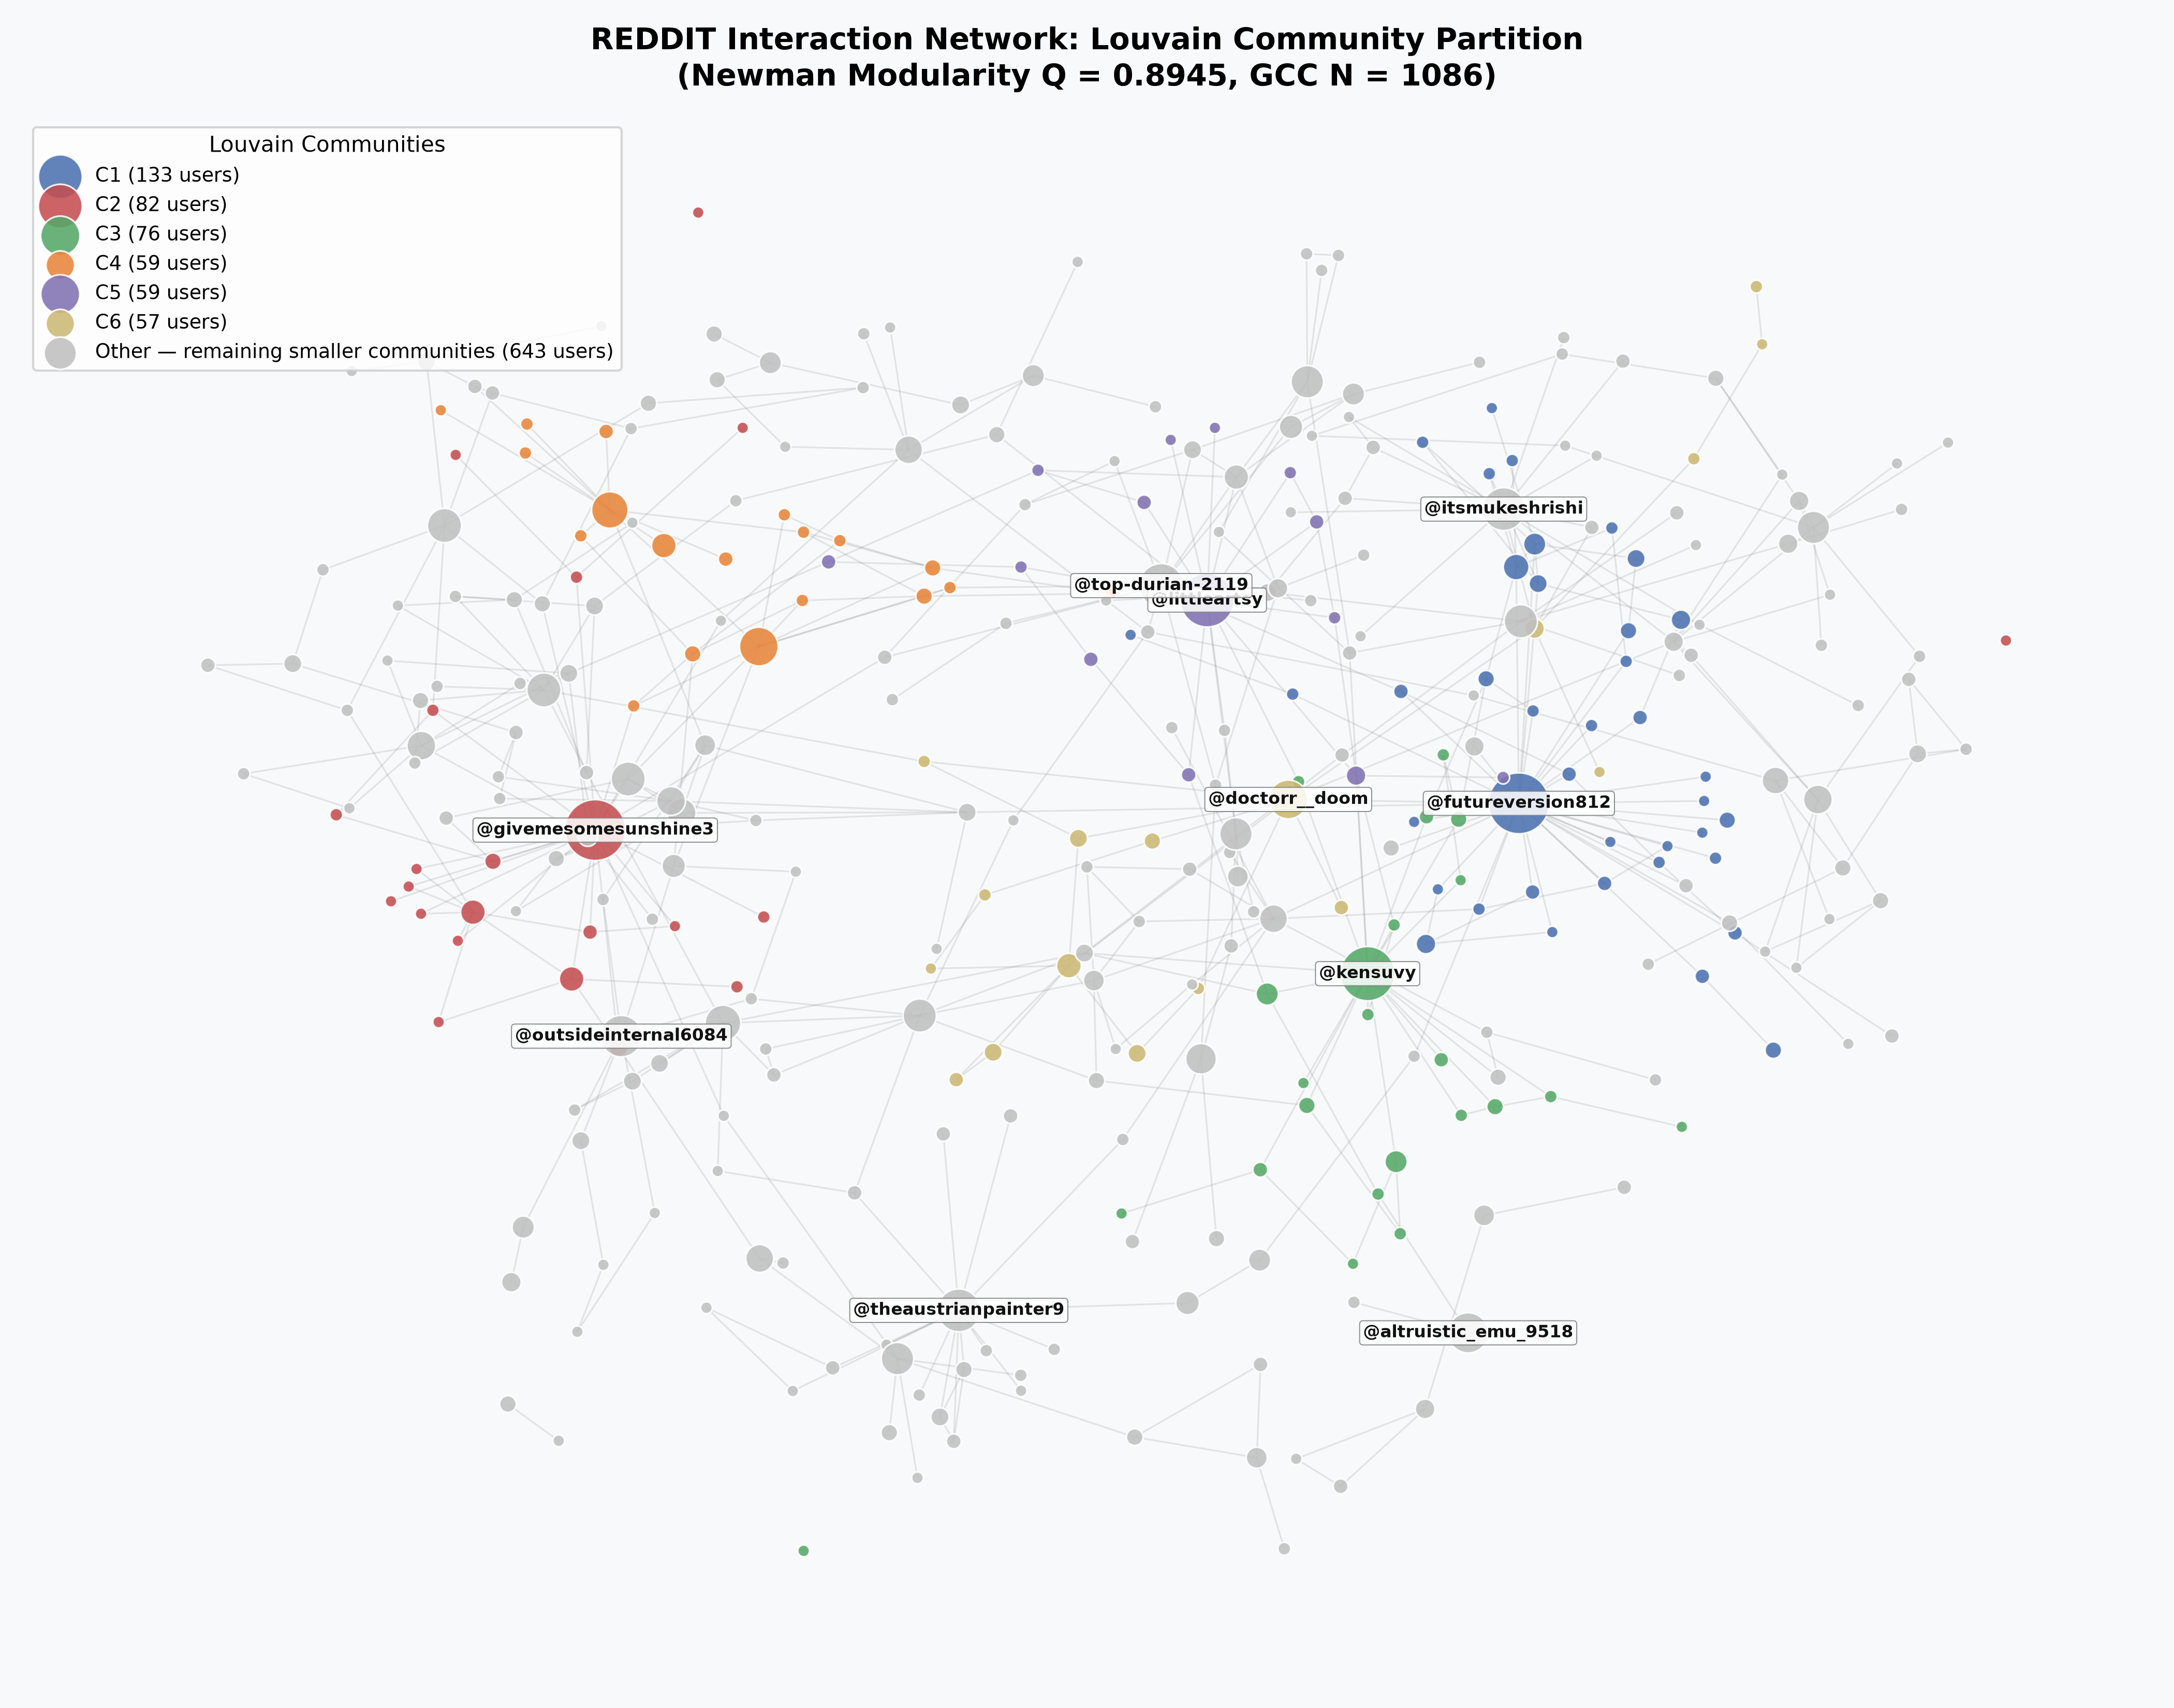 REDDIT Interaction Network: Louvain Community Partition
(Newman Modularity Q = 0.8945, GCC N = 1086)
Louvain Communities
C1 (133 users)
C2 (82 users)
C3 (76 users)
C4 (59 users)
C5 (59 users)
C6 (57 users)
Other — remaining smaller communities (643 users)
@itsmukeshrishi
@top-durian-2119
@littleartsy
@doctorr__doom
@futureversion812
@givemesomesunshine3
@kensuvy
@outsideinternal6084
@theaustrianpainter9
@altruistic_emu_9518